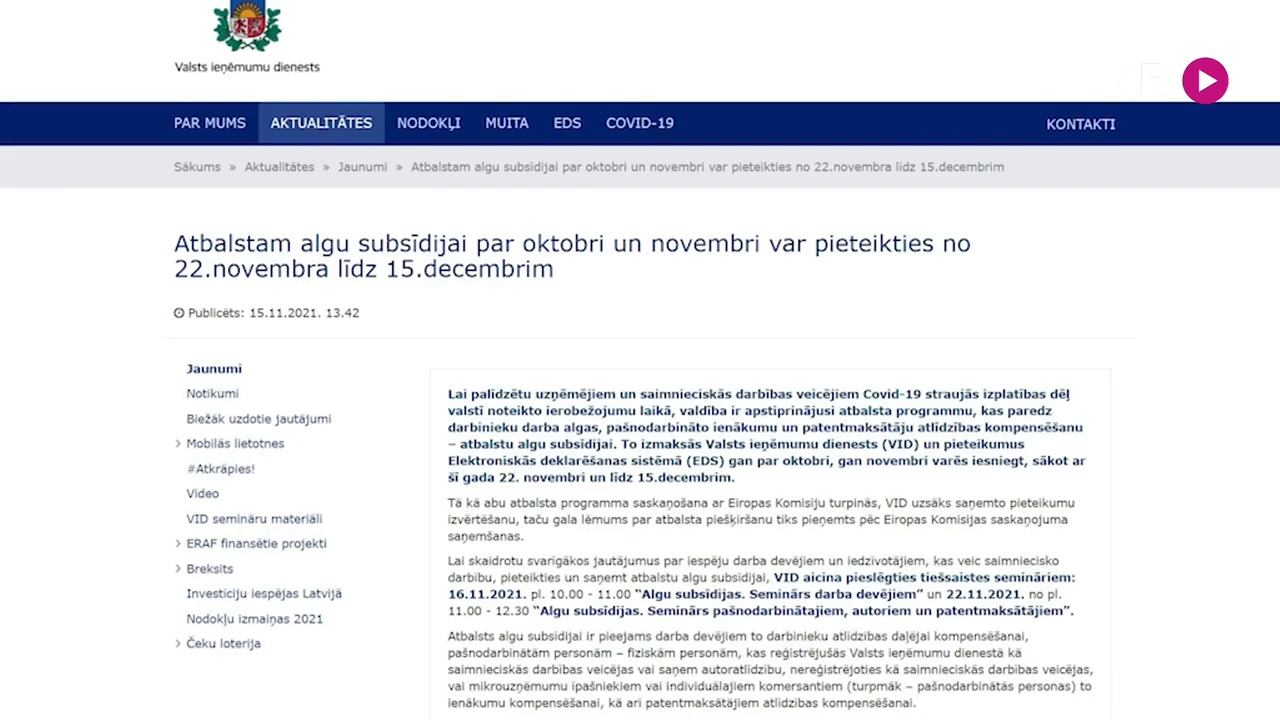 Valsts ieņēmumu dienests
PAR MUMS AKTUALITĀTES NODOKĻI MUITA EDS COVID-19 KONTAKTI
Sākums » Aktualitātes » Jaunumi » Atbalstam algu subsīdijai par oktobri un novembri var pieteikties no 22.novembra līdz 15.decembrim
Atbalstam algu subsīdijai par oktobri un novembri var pieteikties no
22.novembra līdz 15.decembrim
Publicēts: 15.11.2021. 13.42
Jaunumi
Notikumi
Biežāk uzdotie jautājumi
Mobilās lietotnes
#Atkrāpies!
Video
VID semināru materiāli
ERAF finansētie projekti
Breksits
Investīciju iespējas Latvijā
Nodokļu izmaiņas 2021
Čeku loterija
Lai palīdzētu uzņēmējiem un saimnieciskās darbības veicējiem Covid-19 straujās izplatības dēļ
valstī noteikto ierobežojumu laikā, valdība ir apstiprinājusi atbalsta programmu, kas paredz
darbinieku darba algas, pašnodarbināto ienākumu un patentmaksātāju atlīdzības kompensēšanu
– atbalstu algu subsīdijai. To izmaksās Valsts ieņēmumu dienests (VID) un pieteikumus
Elektroniskās deklarēšanas sistēmā (EDS) gan par oktobri, gan novembri varēs iesniegt, sākot ar
šī gada 22. novembri un līdz 15.decembrim.
Tā kā abu atbalsta programma saskaņošana ar Eiropas Komisiju turpinās, VID uzsāks saņemto pieteikumu
izvērtēšanu, taču gala lēmums par atbalsta piešķiršanu tiks pieņemts pēc Eiropas Komisijas saskaņojuma
saņemšanas.
Lai skaidrotu svarīgākos jautājumus par iespēju darba devējiem un iedzīvotājiem, kas veic saimniecisko
darbību, pieteikties un saņemt atbalstu algu subsīdijai, VID aicina pieslēgties tiešsaistes semināriem:
16.11.2021. pl. 10.00 - 11.00 “Algu subsīdijas. Seminārs darba devējiem” un 22.11.2021. no pl.
11.00 - 12.30 “Algu subsīdijas. Seminārs pašnodarbinātajiem, autoriem un patentmaksātājiem”.
Atbalsts algu subsīdijai ir pieejams darba devējiem to darbinieku atlīdzības daļējai kompensēšanai,
pašnodarbinātām personām – fiziskām personām, kas reģistrējušās Valsts ieņēmumu dienestā kā
saimnieciskās darbības veicējas vai saņem autoratlīdzību, nereģistrējoties kā saimnieciskās darbības veicējas,
vai mikrouzņēmumu īpašniekiem vai individuālajiem komersantiem (turpmāk – pašnodarbinātās personas) to
ienākumu kompensēšanai, kā arī patentmaksātājiem atlīdzības kompensēšanai.